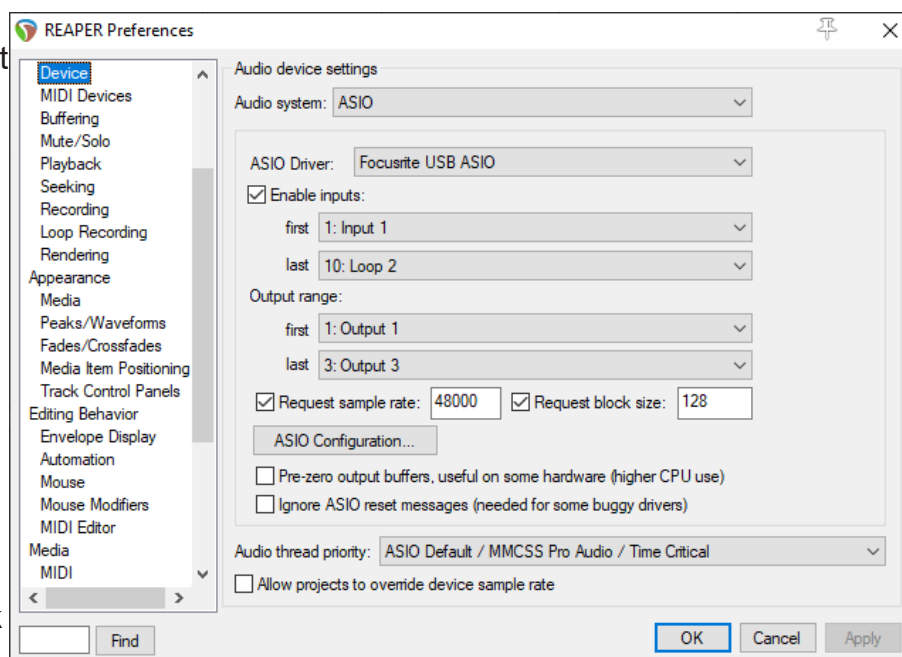 REAPER Preferences
t
Device
MIDI Devices
Buffering
Mute/Solo
Playback
Seeking
Recording
Loop Recording
Rendering
Appearance
Media
Peaks/Waveforms
Fades/Crossfades
Media Item Positioning
Track Control Panels
Editing Behavior
Envelope Display
Automation
Mouse
Mouse Modifiers
MIDI Editor
Media
MIDI
Find
Audio device settings
Audio system: ASIO
ASIO Driver: Focusrite USB ASIO
Enable inputs:
first 1: Input 1
last 10: Loop 2
Output range:
first 1: Output 1
last 3: Output 3
Request sample rate: 48000 Request block size: 128
ASIO Configuration...
Pre-zero output buffers, useful on some hardware (higher CPU use)
Ignore ASIO reset messages (needed for some buggy drivers)
Audio thread priority: ASIO Default / MMCSS Pro Audio / Time Critical
Allow projects to override device sample rate
OK Cancel Apply